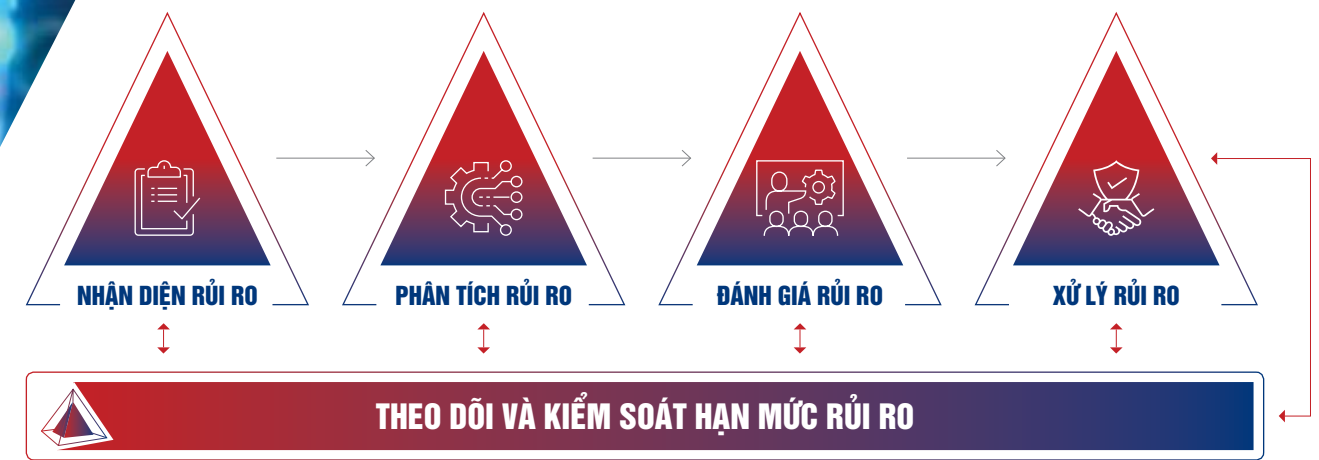 NHẬN DIỆN RỦI RO
PHÂN TÍCH RỦI RO
ĐÁNH GIÁ RỦI RO
XỬ LÝ RỦI RO
THEO DÕI VÀ KIỂM SOÁT HẠN MỨC RỦI RO